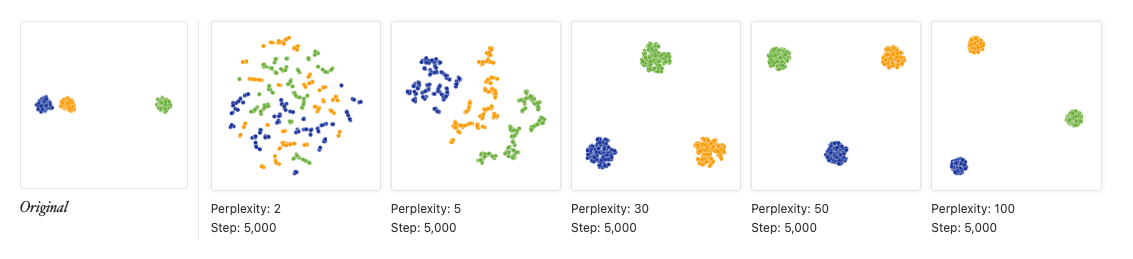 Original
Perplexity: 2
Step: 5,000
Perplexity: 5
Step: 5,000
Perplexity: 30
Step: 5,000
Perplexity: 50
Step: 5,000
Perplexity: 100
Step: 5,000